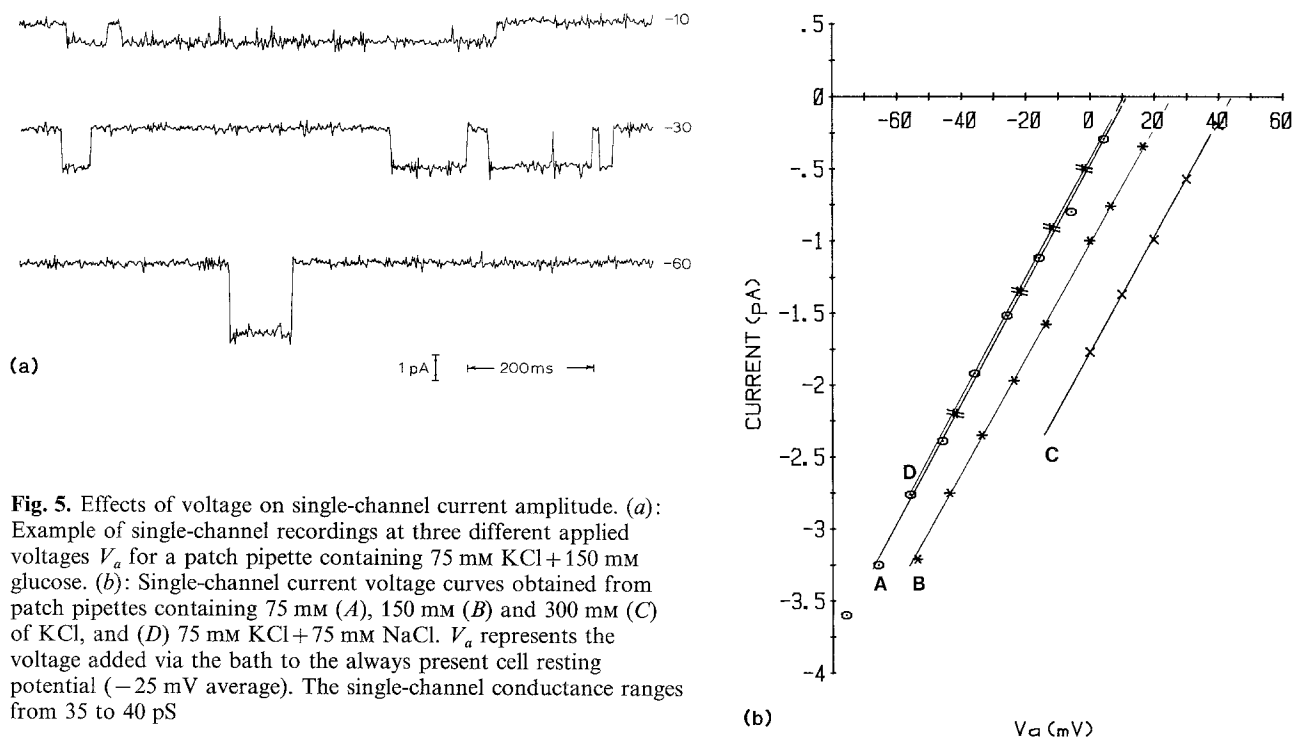 −10
−30
−60
(a)
1 pA
200 ms
Fig. 5. Effects of voltage on single-channel current amplitude. (a):
Example of single-channel recordings at three different applied
voltages Va for a patch pipette containing 75 mM KCl + 150 mM
glucose. (b): Single-channel current voltage curves obtained from
patch pipettes containing 75 mM (A), 150 mM (B) and 300 mM (C)
of KCl, and (D) 75 mM KCl + 75 mM NaCl. Va represents the
voltage added via the bath to the always present cell resting
potential (−25 mV average). The single-channel conductance ranges
from 35 to 40 pS
.5
0
−60 −40 −20 0 20 40 60
−.5
−1
−1.5
−2
−2.5
−3
−3.5
−4
CURRENT (pA)
D
C
A
B
(b)
Va (mV)